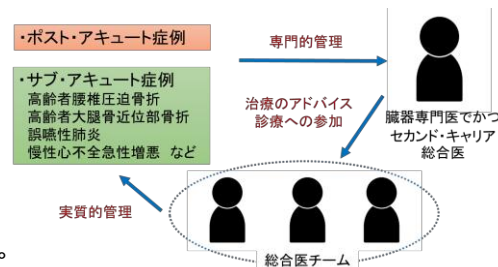 ・ポスト・アキュート症例
・サブ・アキュート症例
高齢者腰椎圧迫骨折
高齢者大腿骨近位部骨折
誤嚥性肺炎
慢性心不全急性増悪 など
専門的管理
治療のアドバイス
診療への参加
臓器専門医でかつ
セカンド・キャリア
総合医
実質的管理
総合医チーム
。